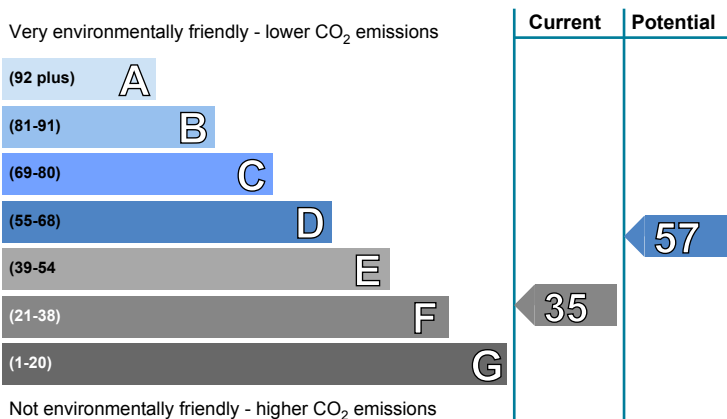 Current Potential
Very environmentally friendly - lower CO2 emissions
(92 plus) A
(81-91) B
(69-80) C
(55-68) D
57
(39-54 E
(21-38) F
35
(1-20) G
Not environmentally friendly - higher CO2 emissions